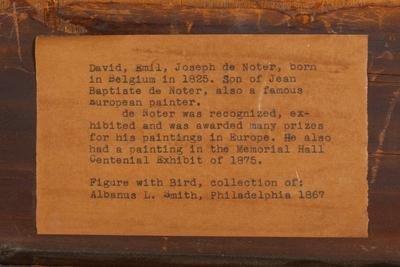 David, Emil, Joseph de Noter, born
in Belgium in 1825. Son of Jean
Baptiste de Noter, also a famous
European painter.
de Noter was recognized, ex-
hibited and was awarded many prizes
for his paintings in Europe. He also
had a painting in the Memorial Hall
Centenial Exhibit of 1875.
Figure with Bird, collection of:
Albanus L. Smith, Philadelphia 1867